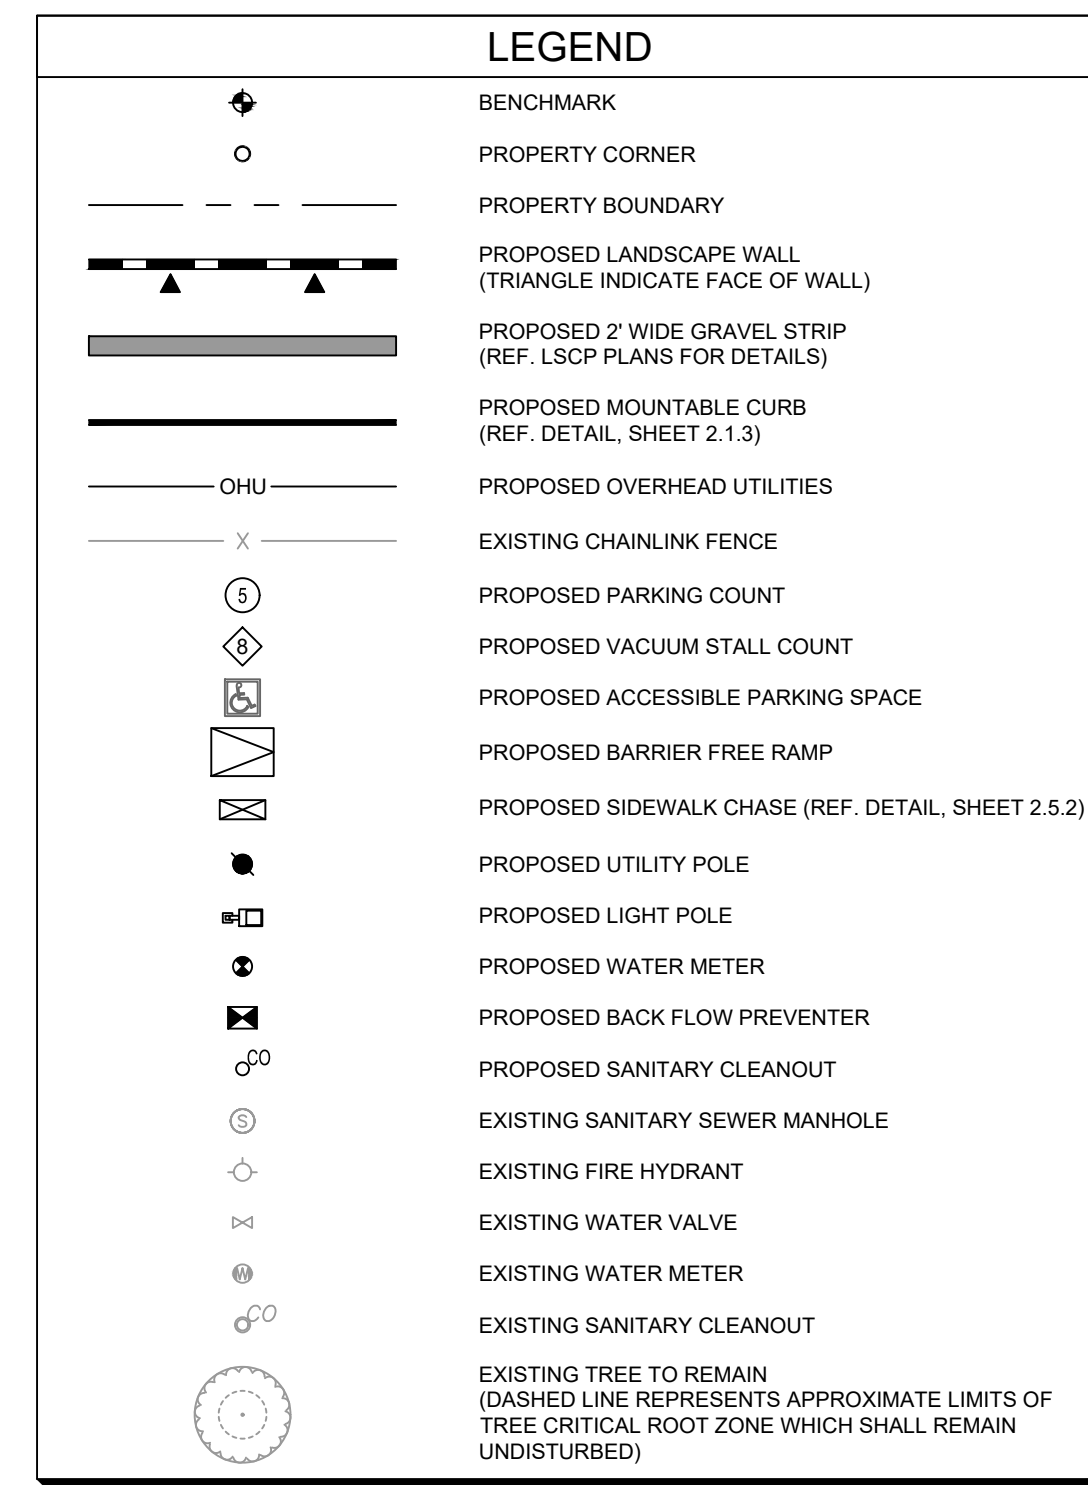 LEGEND
BENCHMARK
PROPERTY CORNER
PROPERTY BOUNDARY
PROPOSED LANDSCAPE WALL
(TRIANGLE INDICATE FACE OF WALL)
PROPOSED 2' WIDE GRAVEL STRIP
(REF. LSCP PLANS FOR DETAILS)
PROPOSED MOUNTABLE CURB
(REF. DETAIL, SHEET 2.1.3)
OHU PROPOSED OVERHEAD UTILITIES
X EXISTING CHAINLINK FENCE
5 PROPOSED PARKING COUNT
8 PROPOSED VACUUM STALL COUNT
PROPOSED ACCESSIBLE PARKING SPACE
PROPOSED BARRIER FREE RAMP
PROPOSED SIDEWALK CHASE (REF. DETAIL, SHEET 2.5.2)
PROPOSED UTILITY POLE
PROPOSED LIGHT POLE
PROPOSED WATER METER
PROPOSED BACK FLOW PREVENTER
CO PROPOSED SANITARY CLEANOUT
S EXISTING SANITARY SEWER MANHOLE
EXISTING FIRE HYDRANT
EXISTING WATER VALVE
W EXISTING WATER METER
CO EXISTING SANITARY CLEANOUT
EXISTING TREE TO REMAIN
(DASHED LINE REPRESENTS APPROXIMATE LIMITS OF
TREE CRITICAL ROOT ZONE WHICH SHALL REMAIN
UNDISTURBED)